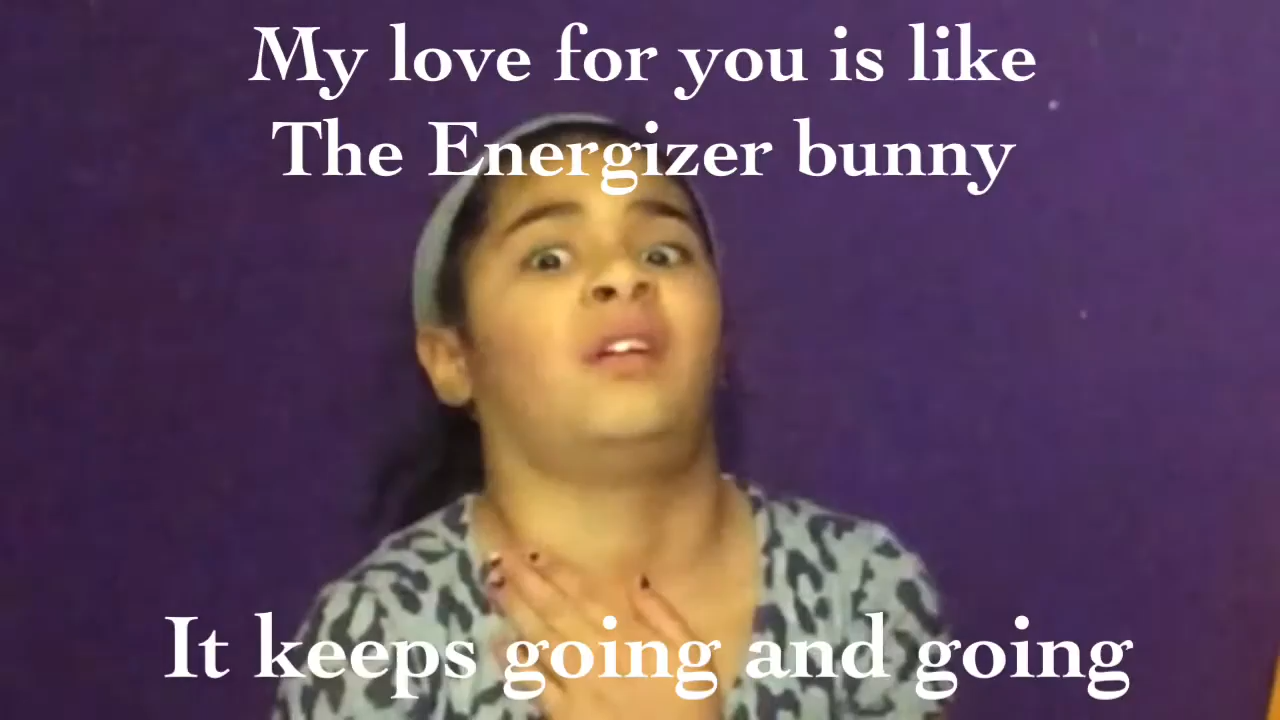 My love for you is like
The Energizer bunny
It keeps going and going